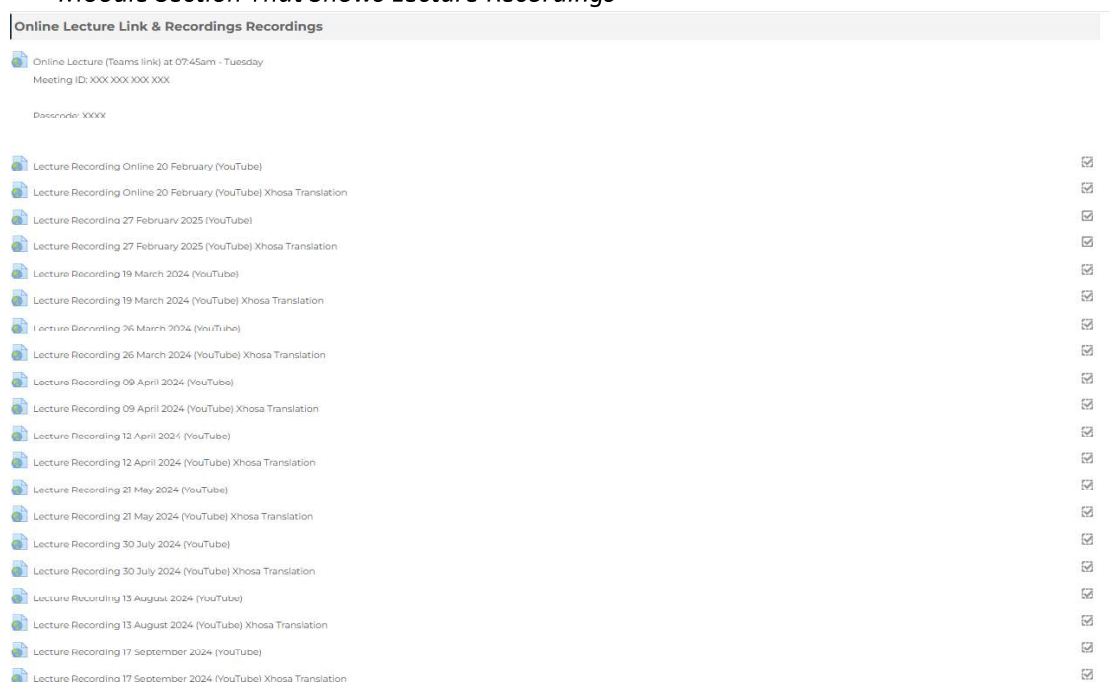 Module Section That Shows Lecture Recordings
Online Lecture Link & Recordings Recordings
Online Lecture (Teams link) at 07:45am - Tuesday
Meeting ID: XXX XXX XXX XXX
Passcode: XXXX
Lecture Recording Online 20 February (YouTube)
Lecture Recording Online 20 February (YouTube) Xhosa Translation
Lecture Recording 27 February 2025 (YouTube)
Lecture Recording 27 February 2025 (YouTube) Xhosa Translation
Lecture Recording 19 March 2024 (YouTube)
Lecture Recording 19 March 2024 (YouTube) Xhosa Translation
Lecture Recording 26 March 2024 (YouTube)
Lecture Recording 26 March 2024 (YouTube) Xhosa Translation
Lecture Recording 09 April 2024 (YouTube)
Lecture Recording 09 April 2024 (YouTube) Xhosa Translation
Lecture Recording 12 April 2024 (YouTube)
Lecture Recording 12 April 2024 (YouTube) Xhosa Translation
Lecture Recording 21 May 2024 (YouTube)
Lecture Recording 21 May 2024 (YouTube) Xhosa Translation
Lecture Recording 30 July 2024 (YouTube)
Lecture Recording 30 July 2024 (YouTube) Xhosa Translation
Lecture Recording 13 August 2024 (YouTube)
Lecture Recording 13 August 2024 (YouTube) Xhosa Translation
Lecture Recording 17 September 2024 (YouTube)
Lecture Recording 17 September 2024 (YouTube) Xhosa Translation